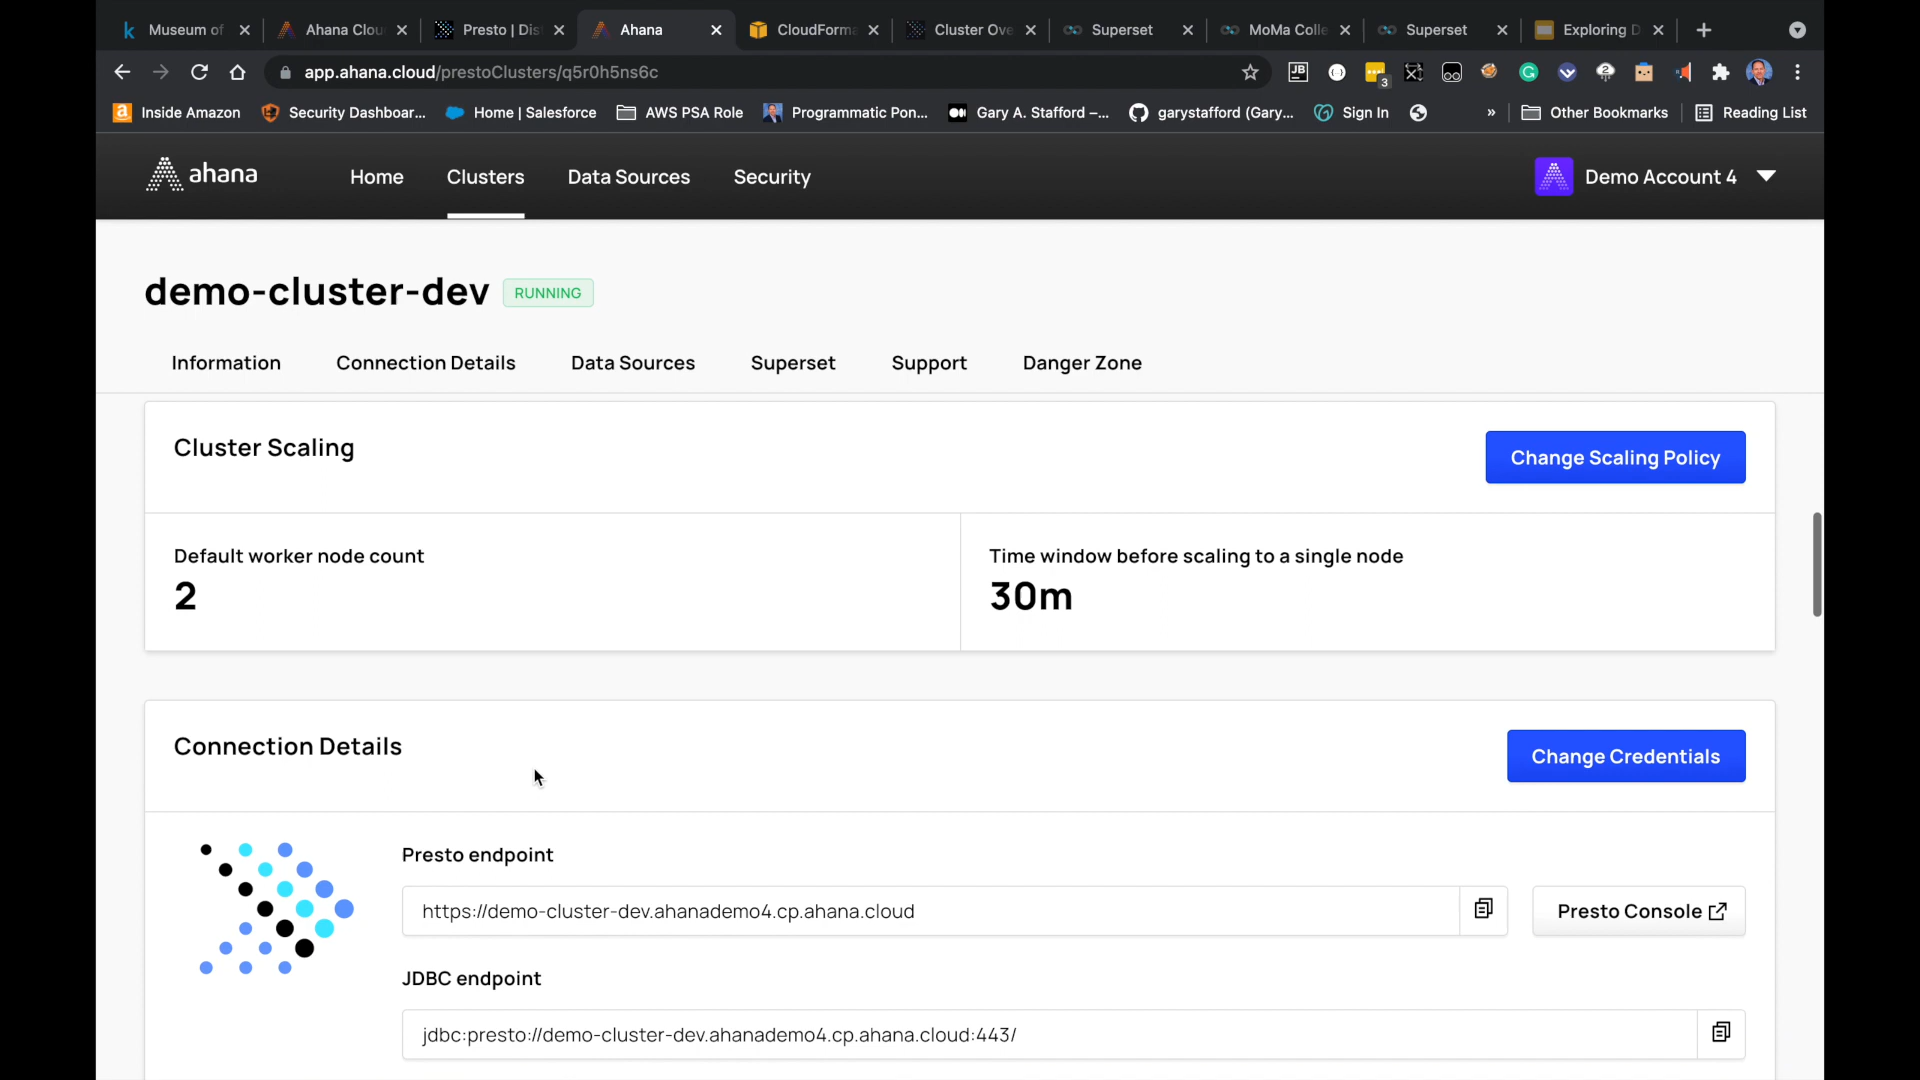 Museum of
Ahana Clou
Presto | Dis
Ahana
CloudForma
Cluster Ove
Superset
MoMa Colle
Superset
Exploring D
app.ahana.cloud/prestoClusters/q5r0h5ns6c
3
Inside Amazon
Security Dashboar...
Home | Salesforce
AWS PSA Role
Programmatic Pon...
Gary A. Stafford –...
garystafford (Gary...
Sign In
»
Other Bookmarks
Reading List
ahana
Home
Clusters
Data Sources
Security
Demo Account 4
demo-cluster-dev
RUNNING
Information
Connection Details
Data Sources
Superset
Support
Danger Zone
Cluster Scaling
Change Scaling Policy
Default worker node count
2
Time window before scaling to a single node
30m
Connection Details
Change Credentials
Presto endpoint
https://demo-cluster-dev.ahanademo4.cp.ahana.cloud
Presto Console
JDBC endpoint
jdbc:presto://demo-cluster-dev.ahanademo4.cp.ahana.cloud:443/